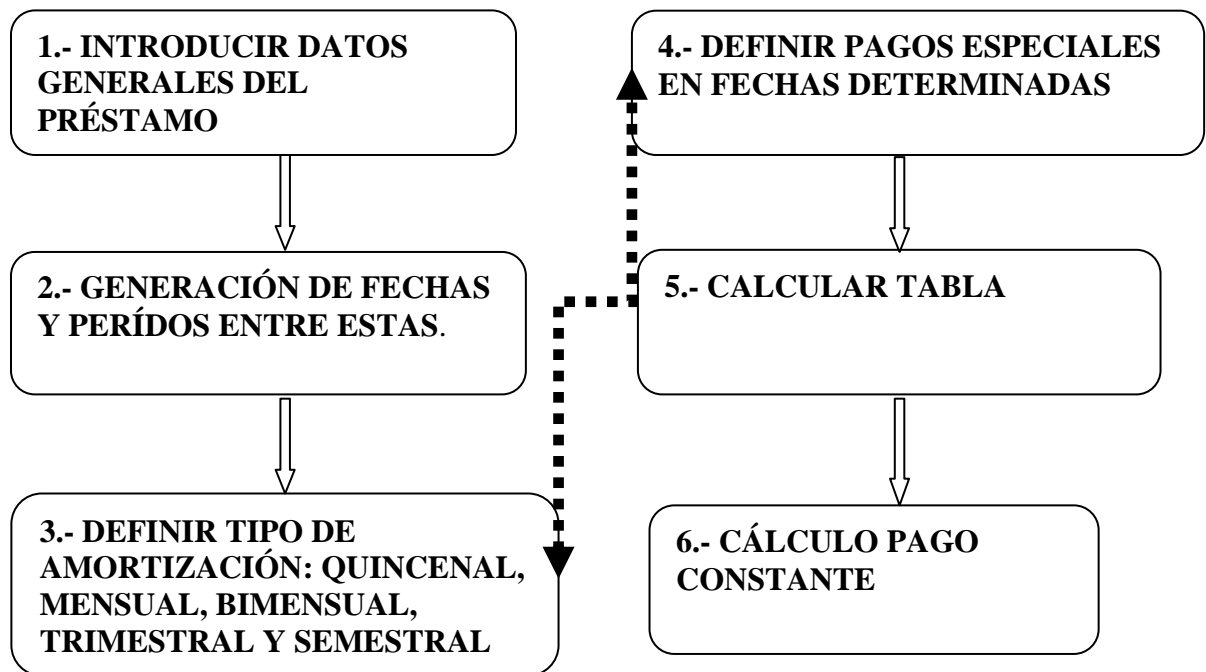 1.- INTRODUCIR DATOS
GENERALES DEL
PRÉSTAMO
2.- GENERACIÓN DE FECHAS
Y PERÍDOS ENTRE ESTAS.
3.- DEFINIR TIPO DE
AMORTIZACIÓN: QUINCENAL,
MENSUAL, BIMENSUAL,
TRIMESTRAL Y SEMESTRAL
4.- DEFINIR PAGOS ESPECIALES
EN FECHAS DETERMINADAS
5.- CALCULAR TABLA
6.- CÁLCULO PAGO
CONSTANTE